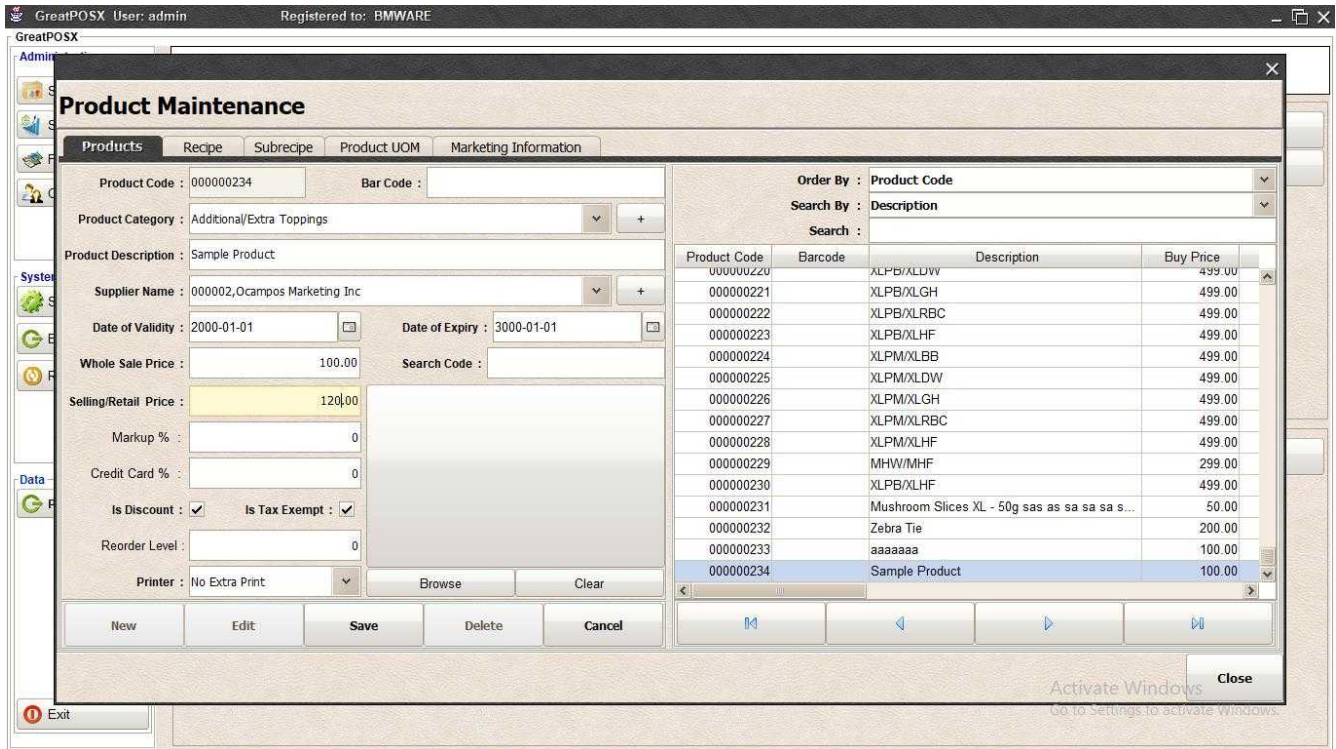 GreatPOSX User: admin Registered to: BMWARE
GreatPOSX
Product Maintenance
Products Recipe Subrecipe Product UOM Marketing Information
Product Code : 000000234 Bar Code :
Product Category : Additional/Extra Toppings +
Product Description : Sample Product
Supplier Name : 000002,Ocampos Marketing Inc +
Date of Validity : 2000-01-01 Date of Expiry : 3000-01-01
Whole Sale Price : 100.00 Search Code :
Selling/Retail Price : 120.00
Markup % : 0
Credit Card % : 0
Is Discount : Is Tax Exempt :
Reorder Level : 0
Printer : No Extra Print Browse Clear
New Edit Save Delete Cancel
Order By : Product Code
Search By : Description
Search :
Product Code Barcode Description Buy Price
000000220 XLPB/XLDW 499.00
000000221 XLPB/XLGH 499.00
000000222 XLPB/XLRBC 499.00
000000223 XLPB/XLHF 499.00
000000224 XLPM/XLBB 499.00
000000225 XLPM/XLDW 499.00
000000226 XLPM/XLGH 499.00
000000227 XLPM/XLRBC 499.00
000000228 XLPM/XLHF 499.00
000000229 MHW/MHF 299.00
000000230 XLPB/XLHF 499.00
000000231 Mushroom Slices XL - 50g sas as sa sa sa s... 50.00
000000232 Zebra Tie 200.00
000000233 aaaaaaa 100.00
000000234 Sample Product 100.00
Close
Activate Windows
Go to Settings to activate Windows.
Data
Exit